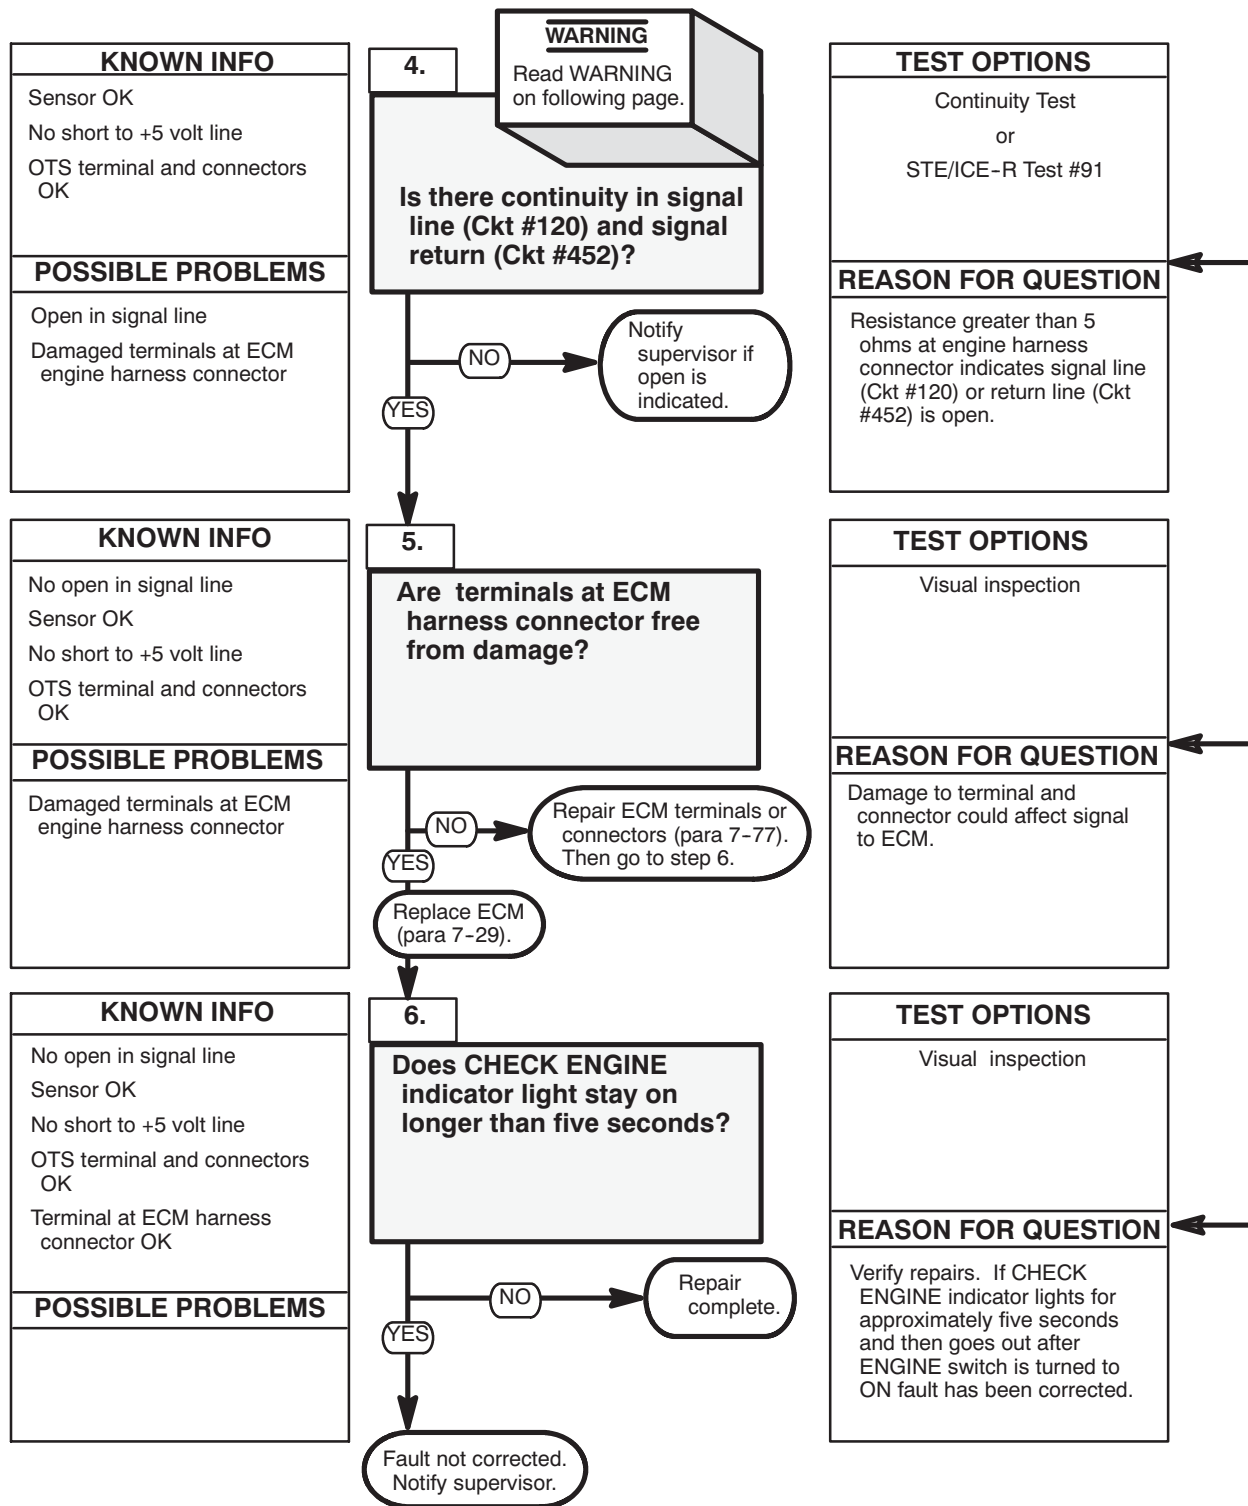 KNOWN INFO
Sensor OK
No short to +5 volt line
OTS terminal and connectors
OK
POSSIBLE PROBLEMS
Open in signal line
Damaged terminals at ECM
engine harness connector
4.
WARNING
Read WARNING
on following page.
Is there continuity in signal
line (Ckt #120) and signal
return (Ckt #452)?
NO
Notify
supervisor if
open is
indicated.
YES
TEST OPTIONS
Continuity Test
or
STE/ICE-R Test #91
REASON FOR QUESTION
Resistance greater than 5
ohms at engine harness
connector indicates signal line
(Ckt #120) or return line (Ckt
#452) is open.
KNOWN INFO
No open in signal line
Sensor OK
No short to +5 volt line
OTS terminal and connectors
OK
POSSIBLE PROBLEMS
Damaged terminals at ECM
engine harness connector
5.
Are terminals at ECM
harness connector free
from damage?
NO
Repair ECM terminals or
connectors (para 7-77).
Then go to step 6.
YES
Replace ECM
(para 7-29).
TEST OPTIONS
Visual inspection
REASON FOR QUESTION
Damage to terminal and
connector could affect signal
to ECM.
KNOWN INFO
No open in signal line
Sensor OK
No short to +5 volt line
OTS terminal and connectors
OK
Terminal at ECM harness
connector OK
POSSIBLE PROBLEMS
6.
Does CHECK ENGINE
indicator light stay on
longer than five seconds?
NO
Repair
complete.
YES
Fault not corrected.
Notify supervisor.
TEST OPTIONS
Visual inspection
REASON FOR QUESTION
Verify repairs. If CHECK
ENGINE indicator lights for
approximately five seconds
and then goes out after
ENGINE switch is turned to
ON fault has been corrected.